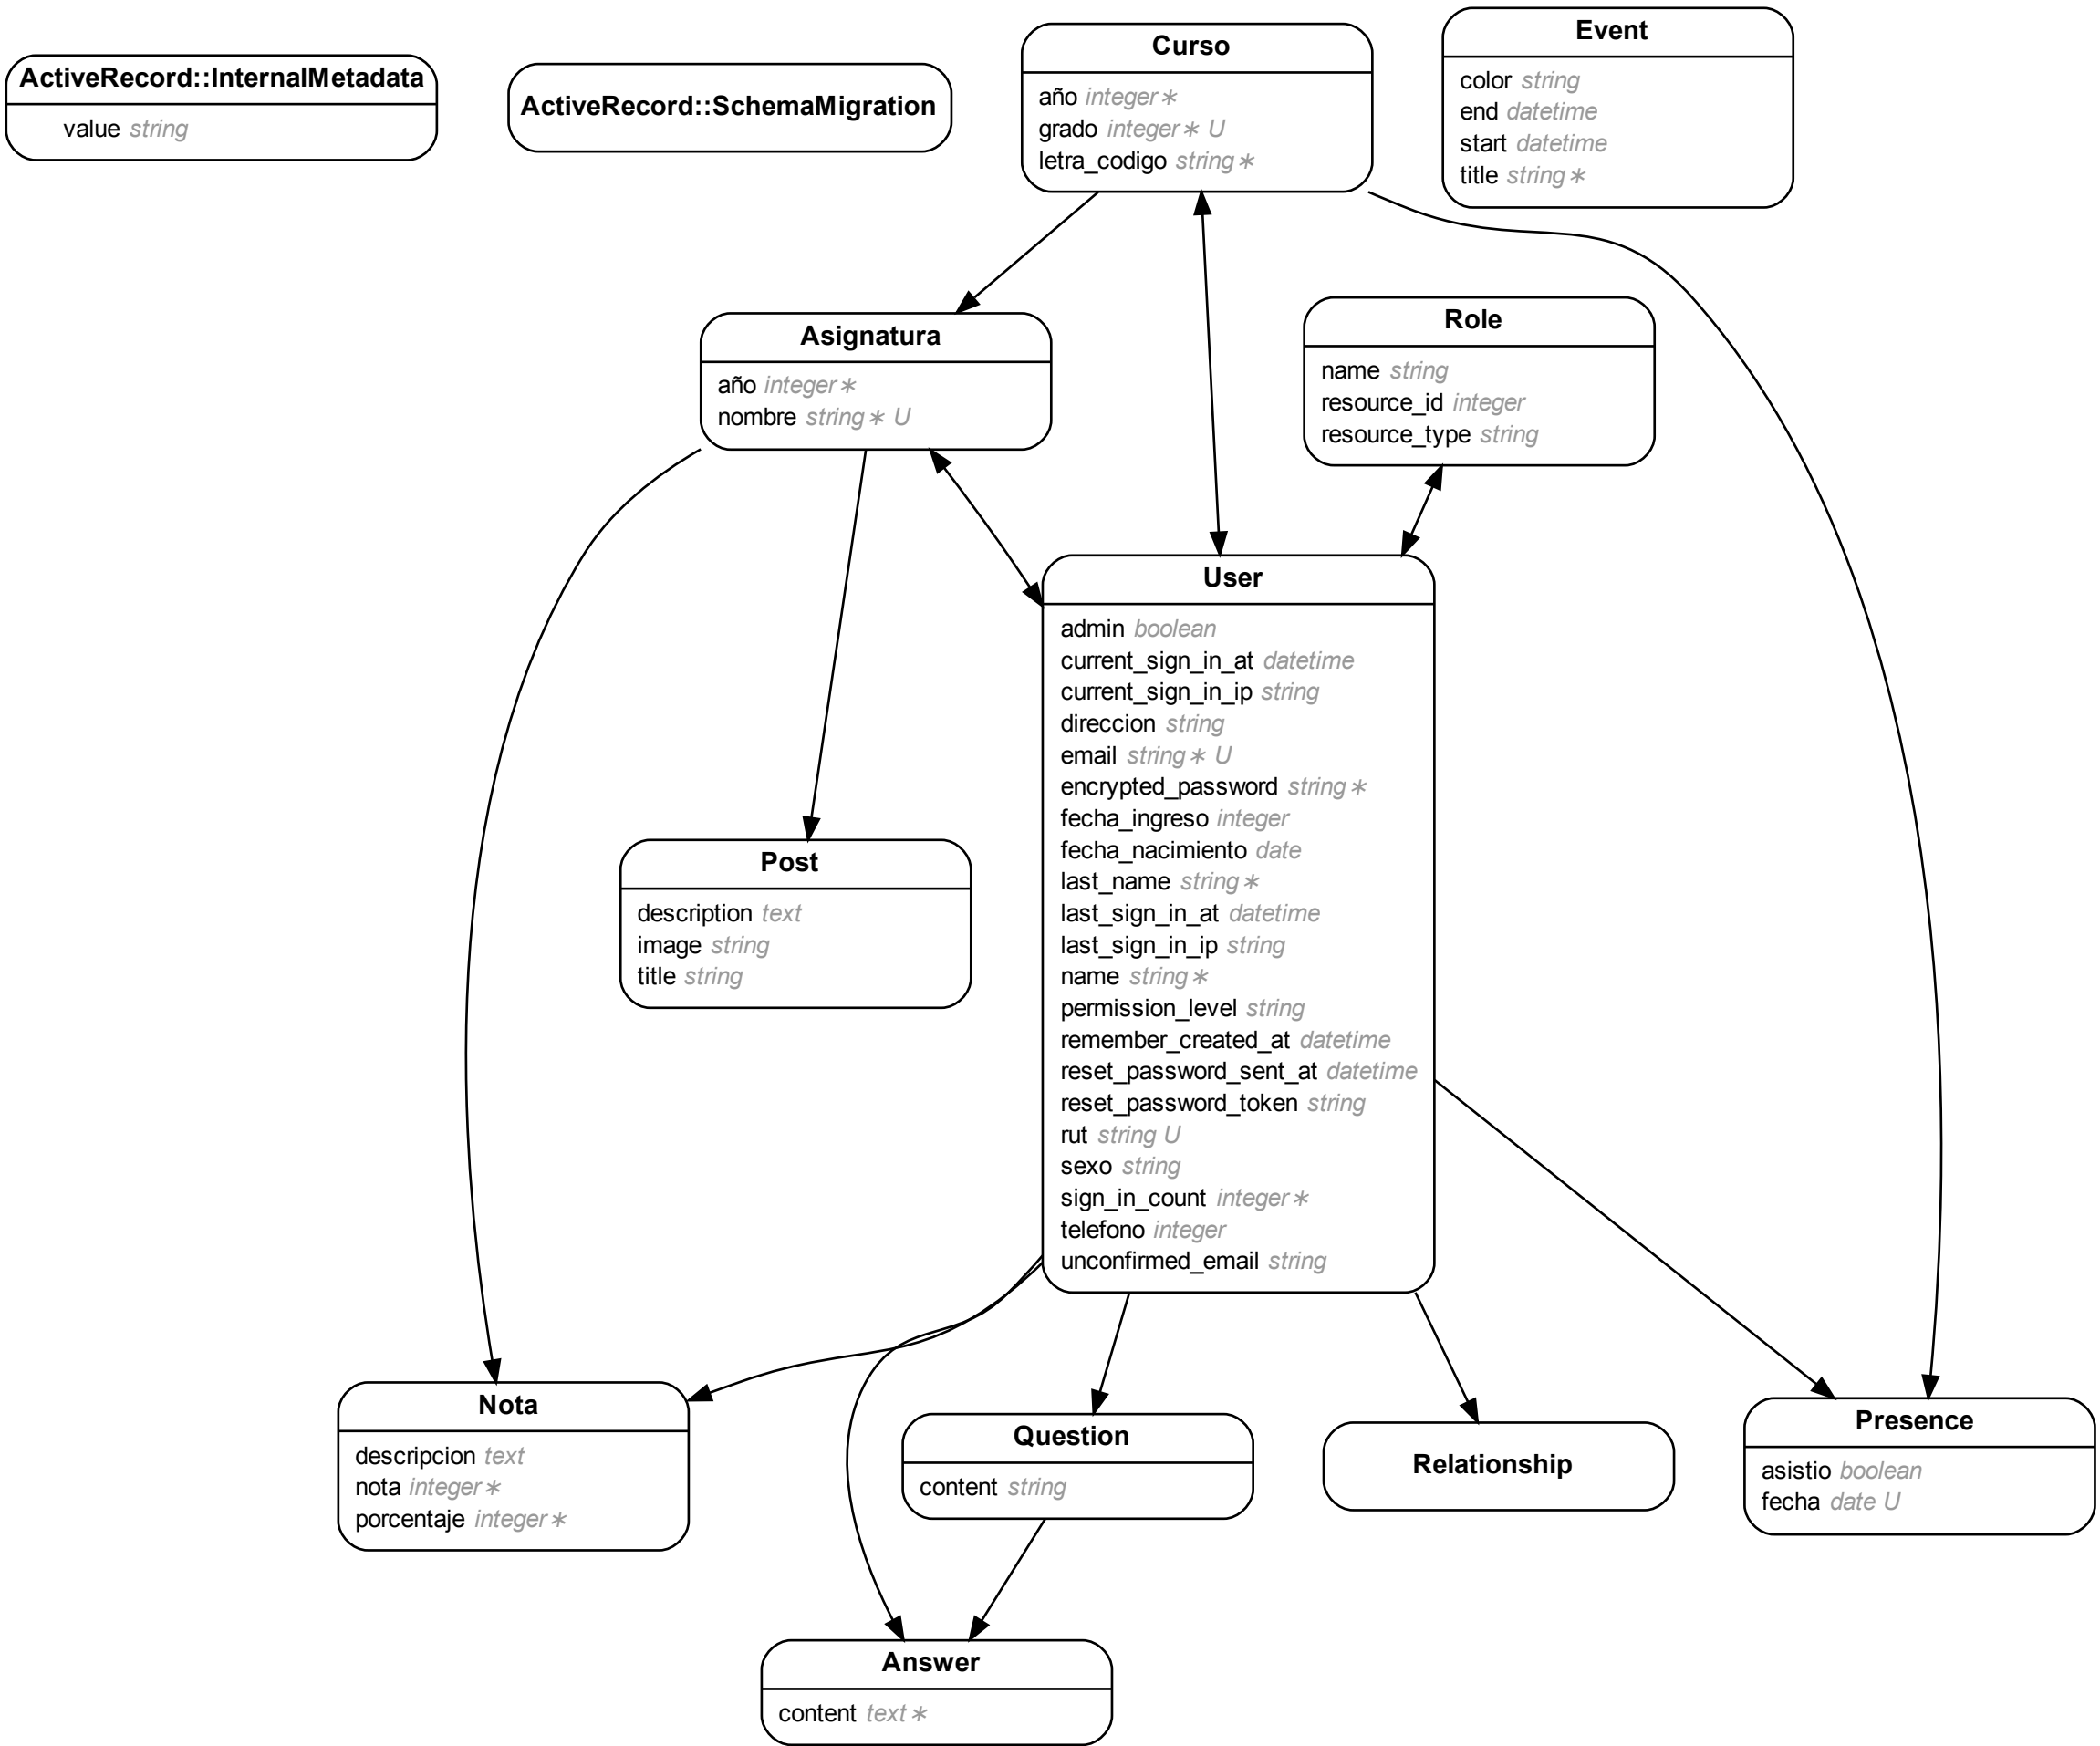 ActiveRecord::InternalMetadata
value string
ActiveRecord::SchemaMigration
Curso
año integer ∗
grado integer ∗ U
letra_codigo string ∗
Event
color string
end datetime
start datetime
title string ∗
Asignatura
año integer ∗
nombre string ∗ U
Role
name string
resource_id integer
resource_type string
User
admin boolean
current_sign_in_at datetime
current_sign_in_ip string
direccion string
email string ∗ U
encrypted_password string ∗
fecha_ingreso integer
fecha_nacimiento date
last_name string ∗
last_sign_in_at datetime
last_sign_in_ip string
name string ∗
permission_level string
remember_created_at datetime
reset_password_sent_at datetime
reset_password_token string
rut string U
sexo string
sign_in_count integer ∗
telefono integer
unconfirmed_email string
Post
description text
image string
title string
Nota
descripcion text
nota integer ∗
porcentaje integer ∗
Question
content string
Relationship
Presence
asistio boolean
fecha date U
Answer
content text ∗